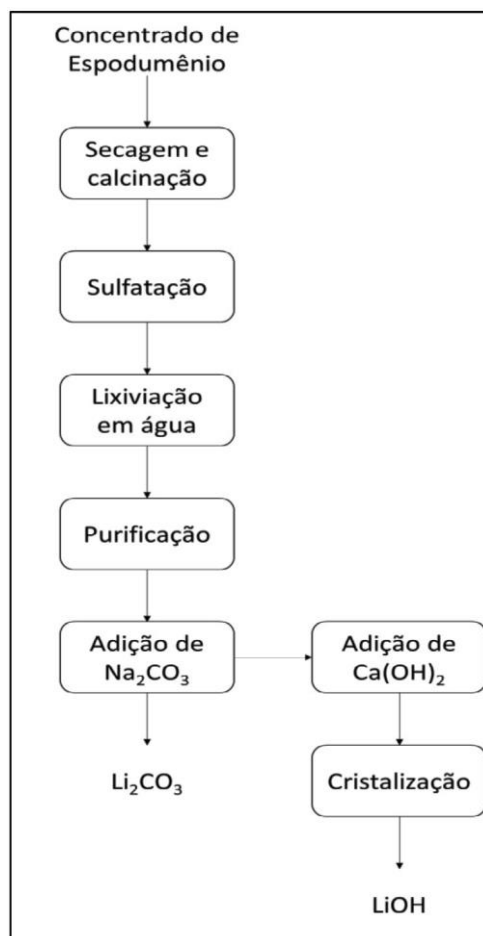 Concentrado de
Espodumênio
Secagem e
calcinação
Sulfatação
Lixiviação
em água
Purificação
Adição de
Na₂CO₃
Adição de
Ca(OH)₂
Li₂CO₃
Cristalização
LiOH